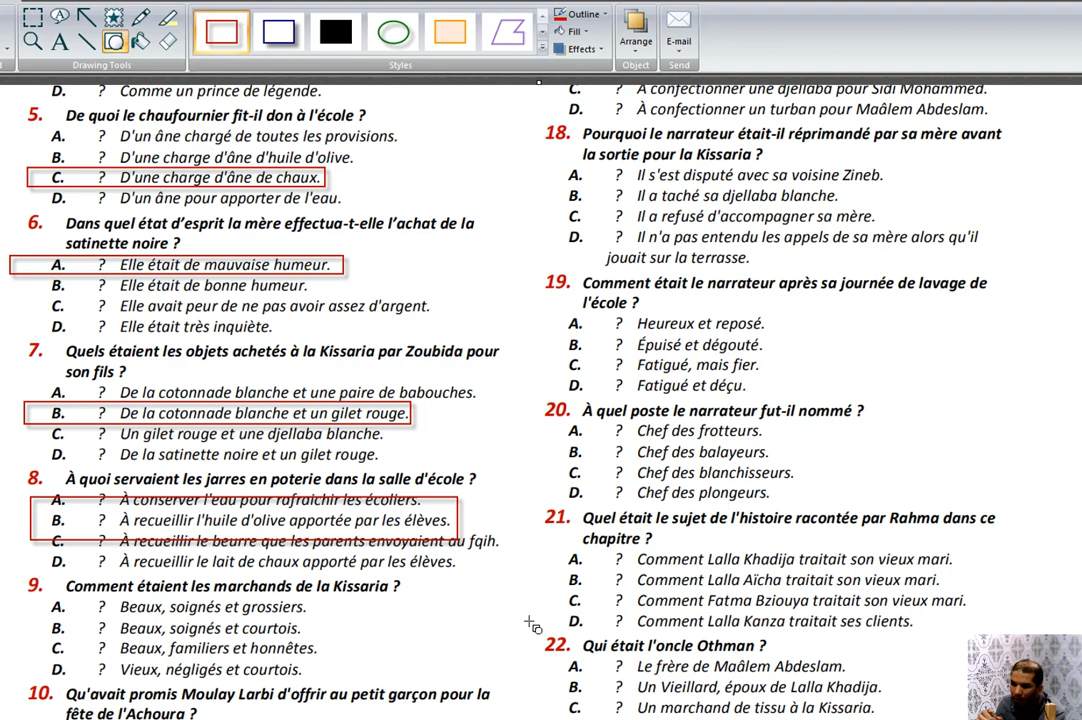 Outline
Fill
Effects
Arrange
E-mail
Drawing Tools
Styles
Object
Send
D. ? Comme un prince de légende.
5. De quoi le chaufournier fit-il don à l'école ?
A. ? D'un âne chargé de toutes les provisions.
B. ? D'une charge d'âne d'huile d'olive.
C. ? D'une charge d'âne de chaux.
D. ? D'un âne pour apporter de l'eau.
6. Dans quel état d’esprit la mère effectua-t-elle l’achat de la
satinette noire ?
A. ? Elle était de mauvaise humeur.
B. ? Elle était de bonne humeur.
C. ? Elle avait peur de ne pas avoir assez d'argent.
D. ? Elle était très inquiète.
7. Quels étaient les objets achetés à la Kissaria par Zoubida pour
son fils ?
A. ? De la cotonnade blanche et une paire de babouches.
B. ? De la cotonnade blanche et un gilet rouge.
C. ? Un gilet rouge et une djellaba blanche.
D. ? De la satinette noire et un gilet rouge.
8. À quoi servaient les jarres en poterie dans la salle d'école ?
A. ? À conserver l'eau pour rafraichir les écoliers.
B. ? À recueillir l'huile d'olive apportée par les élèves.
C. ? À recueillir le beurre que les parents envoyaient au fqih.
D. ? À recueillir le lait de chaux apporté par les élèves.
9. Comment étaient les marchands de la Kissaria ?
A. ? Beaux, soignés et grossiers.
B. ? Beaux, soignés et courtois.
C. ? Beaux, familiers et honnêtes.
D. ? Vieux, négligés et courtois.
10. Qu'avait promis Moulay Larbi d'offrir au petit garçon pour la
fête de l'Achoura ?
C. ? À confectionner une djellaba pour Sidi Mohammed.
D. ? À confectionner un turban pour Maâlem Abdeslam.
18. Pourquoi le narrateur était-il réprimandé par sa mère avant
la sortie pour la Kissaria ?
A. ? Il s'est disputé avec sa voisine Zineb.
B. ? Il a taché sa djellaba blanche.
C. ? Il a refusé d'accompagner sa mère.
D. ? Il n'a pas entendu les appels de sa mère alors qu'il
jouait sur la terrasse.
19. Comment était le narrateur après sa journée de lavage de
l'école ?
A. ? Heureux et reposé.
B. ? Épuisé et dégouté.
C. ? Fatigué, mais fier.
D. ? Fatigué et déçu.
20. À quel poste le narrateur fut-il nommé ?
A. ? Chef des frotteurs.
B. ? Chef des balayeurs.
C. ? Chef des blanchisseurs.
D. ? Chef des plongeurs.
21. Quel était le sujet de l'histoire racontée par Rahma dans ce
chapitre ?
A. ? Comment Lalla Khadija traitait son vieux mari.
B. ? Comment Lalla Aïcha traitait son vieux mari.
C. ? Comment Fatma Bziouya traitait son vieux mari.
D. ? Comment Lalla Kanza traitait ses clients.
22. Qui était l'oncle Othman ?
A. ? Le frère de Maâlem Abdeslam.
B. ? Un Vieillard, époux de Lalla Khadija.
C. ? Un marchand de tissu à la Kissaria.